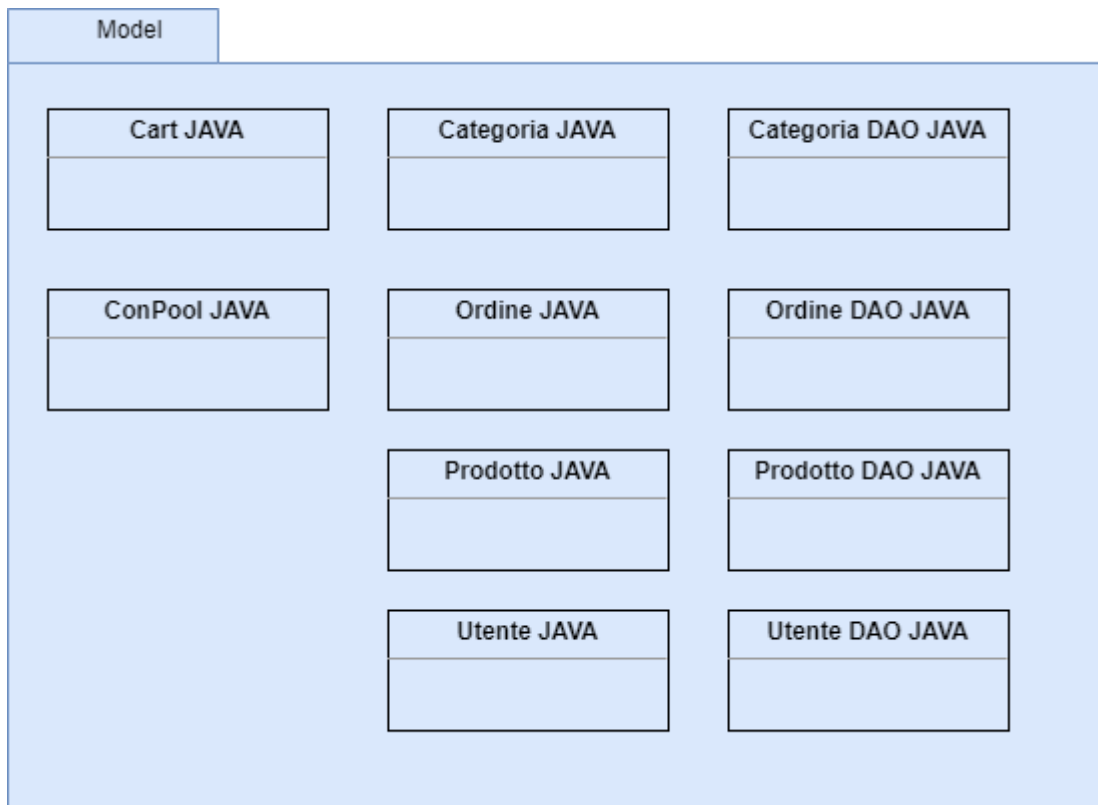 Model
Cart JAVA
Categoria JAVA
Categoria DAO JAVA
ConPool JAVA
Ordine JAVA
Ordine DAO JAVA
Prodotto JAVA
Prodotto DAO JAVA
Utente JAVA
Utente DAO JAVA